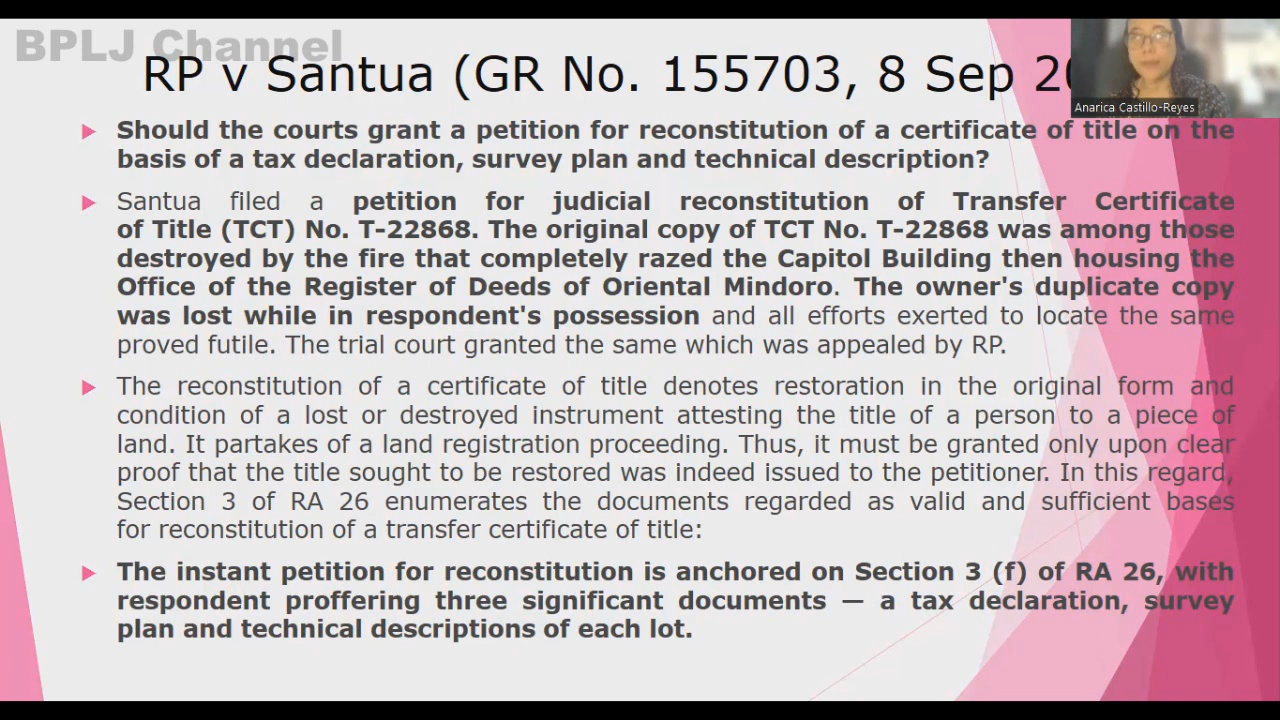 BPLJ Channel
RP v Santua (GR No. 155703, 8 Sep
Anarica Castillo-Reyes
Should the courts grant a petition for reconstitution of a certificate of title on the
basis of a tax declaration, survey plan and technical description?
Santua filed a petition for judicial reconstitution of Transfer Certificate
of Title (TCT) No. T-22868. The original copy of TCT No. T-22868 was among those
destroyed by the fire that completely razed the Capitol Building then housing the
Office of the Register of Deeds of Oriental Mindoro. The owner's duplicate copy
was lost while in respondent's possession and all efforts exerted to locate the same
proved futile. The trial court granted the same which was appealed by RP.
The reconstitution of a certificate of title denotes restoration in the original form and
condition of a lost or destroyed instrument attesting the title of a person to a piece of
land. It partakes of a land registration proceeding. Thus, it must be granted only upon clear
proof that the title sought to be restored was indeed issued to the petitioner. In this regard,
Section 3 of RA 26 enumerates the documents regarded as valid and sufficient bases
for reconstitution of a transfer certificate of title:
The instant petition for reconstitution is anchored on Section 3 (f) of RA 26, with
respondent proffering three significant documents — a tax declaration, survey
plan and technical descriptions of each lot.